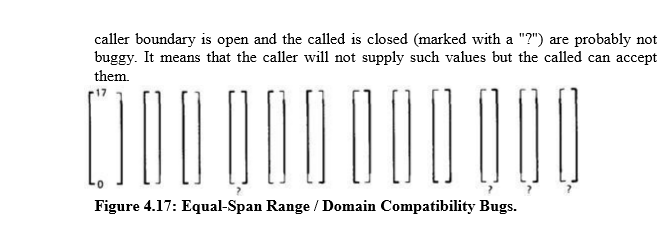 caller boundary is open and the called is closed (marked with a "?") are probably not
buggy. It means that the caller will not supply such values but the called can accept
them.
17
0
? ? ? ?
Figure 4.17: Equal-Span Range / Domain Compatibility Bugs.